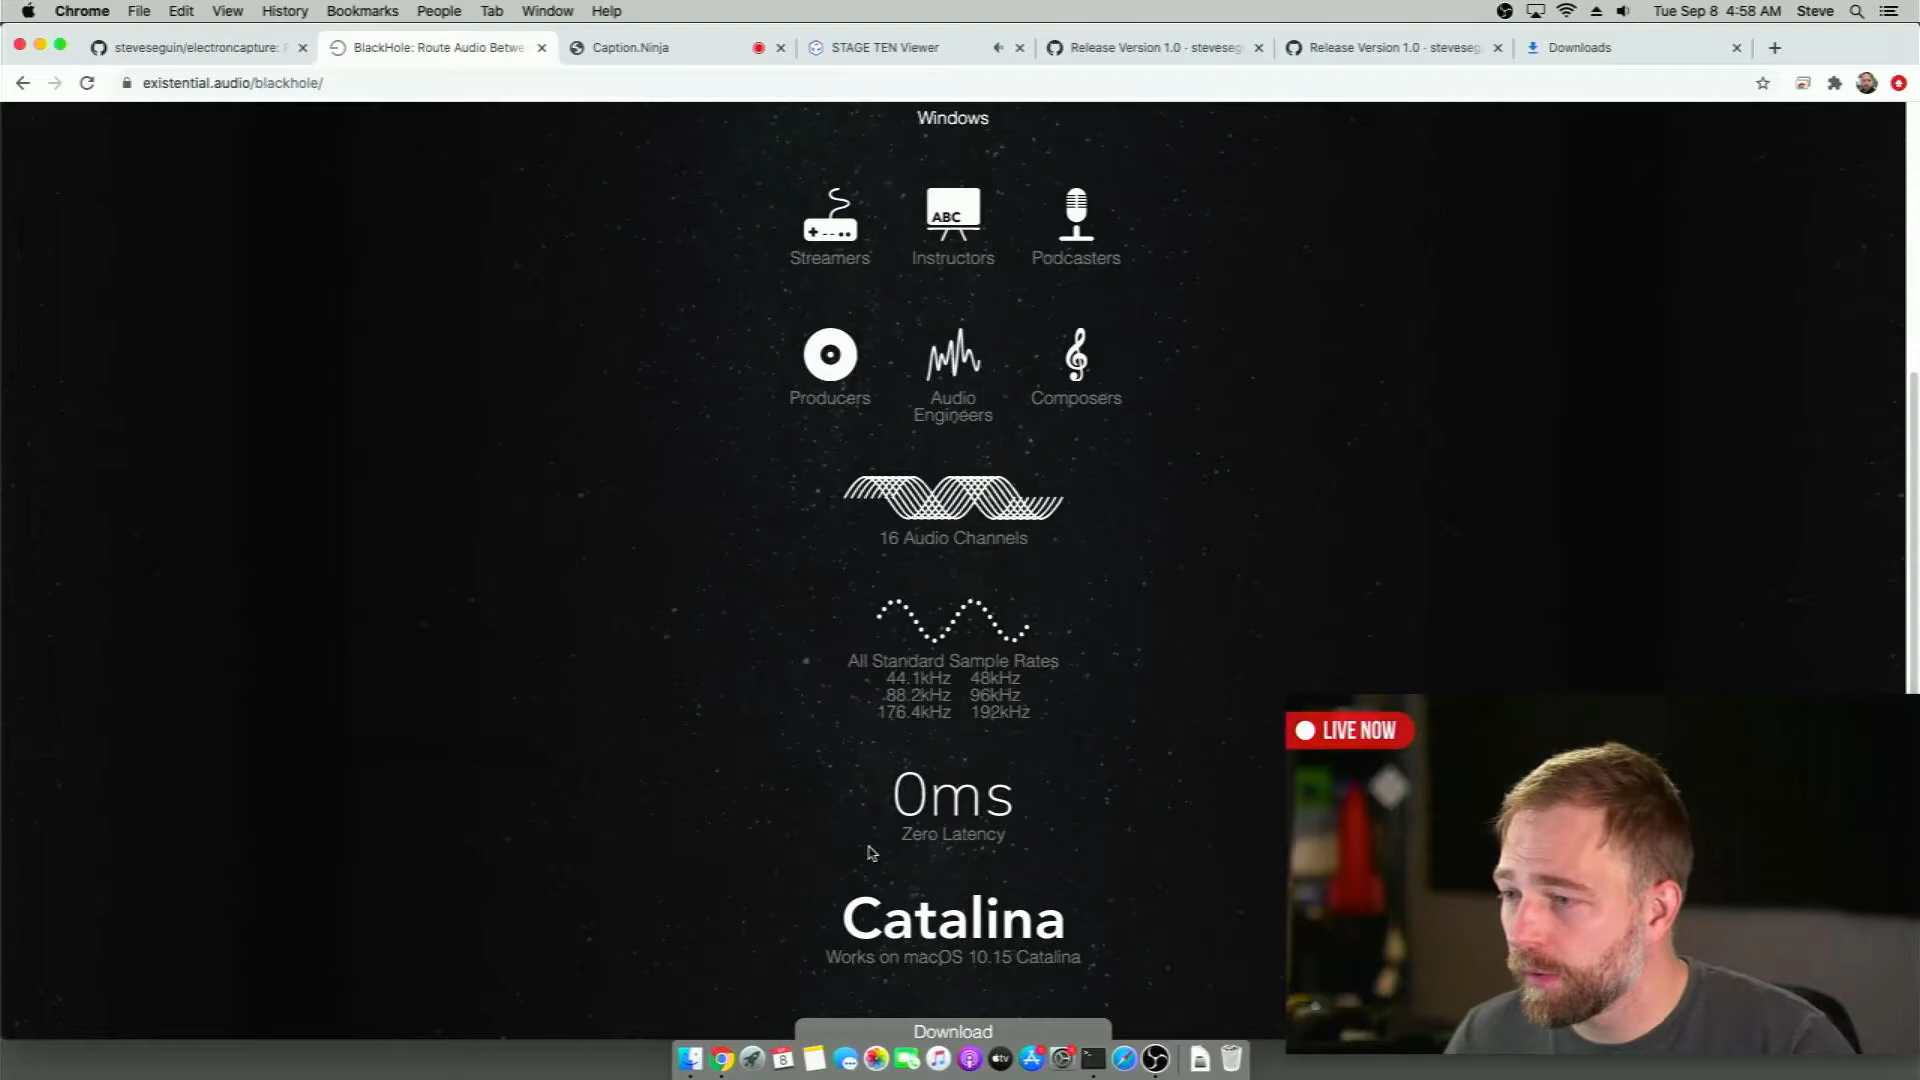 Chrome File Edit View History Bookmarks People Tab Window Help
Tue Sep 8 4:58 AM Steve
steveseguin/electroncapture:
BlackHole: Route Audio Betwe
Caption.Ninja
STAGE TEN Viewer
Release Version 1.0 · steveseg
Release Version 1.0 · steveseg
Downloads
existential.audio/blackhole/
Windows
ABC
Streamers Instructors Podcasters
Producers Audio Engineers Composers
16 Audio Channels
All Standard Sample Rates
44.1kHz 48kHz
88.2kHz 96kHz
176.4kHz 192kHz
0ms
Zero Latency
Catalina
Works on macOS 10.15 Catalina
Download
LIVE NOW
8
tv